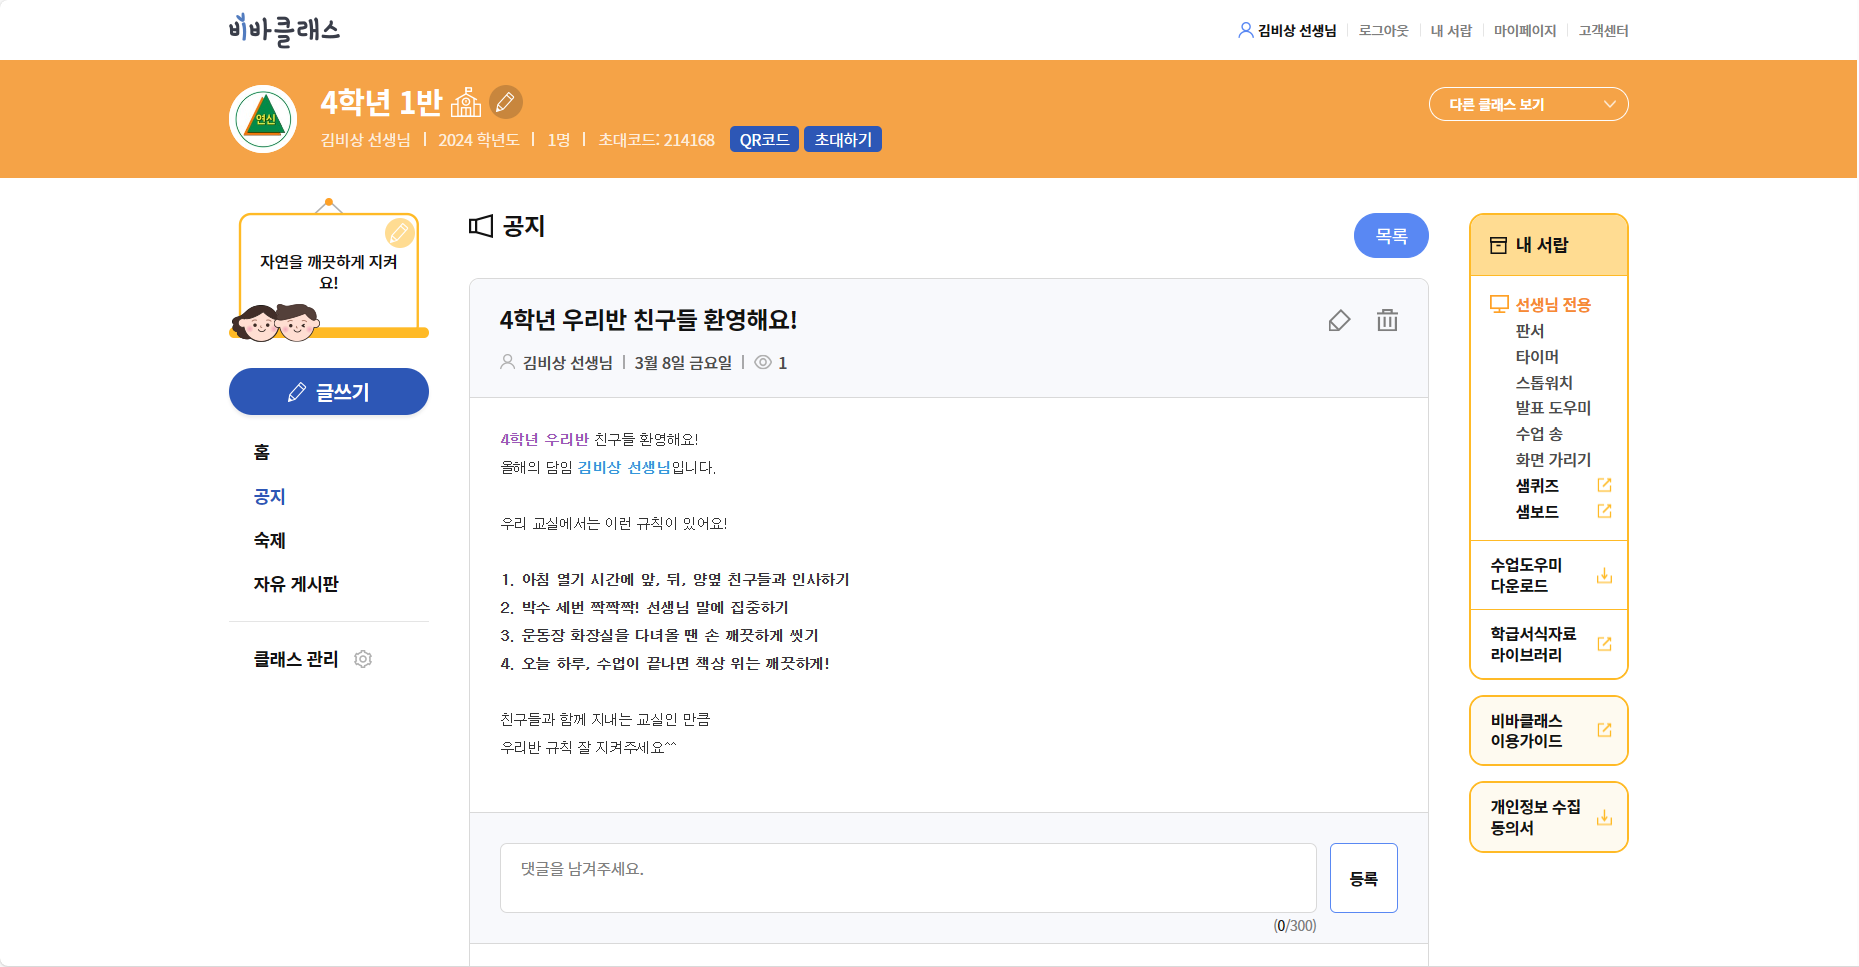 비바클래스
김비상 선생님
로그아웃
내 서랍
마이페이지
고객센터
연신
4학년 1반
김비상 선생님 | 2024 학년도 | 1명 | 초대코드: 214168
QR코드
초대하기
다른 클래스 보기
자연을 깨끗하게 지켜
요!
글쓰기
홈
공지
숙제
자유 게시판
클래스 관리
공지
목록
4학년 우리반 친구들 환영해요!
김비상 선생님 | 3월 8일 금요일 | 1
4학년 우리반 친구들 환영해요!
올해의 담임 김비상 선생님입니다.
우리 교실에서는 이런 규칙이 있어요!
1. 아침 열기 시간에 앞, 뒤, 양옆 친구들과 인사하기
2. 박수 세번 짝짝짝! 선생님 말에 집중하기
3. 운동장 화장실을 다녀올 땐 손 깨끗하게 씻기
4. 오늘 하루, 수업이 끝나면 책상 위는 깨끗하게!
친구들과 함께 지내는 교실인 만큼
우리반 규칙 잘 지켜주세요^^
댓글을 남겨주세요.
등록
(0/300)
내 서랍
선생님 전용
판서
타이머
스톱워치
발표 도우미
수업 송
화면 가리기
샘퀴즈
샘보드
수업도우미
다운로드
학급서식자료
라이브러리
비바클래스
이용가이드
개인정보 수집
동의서